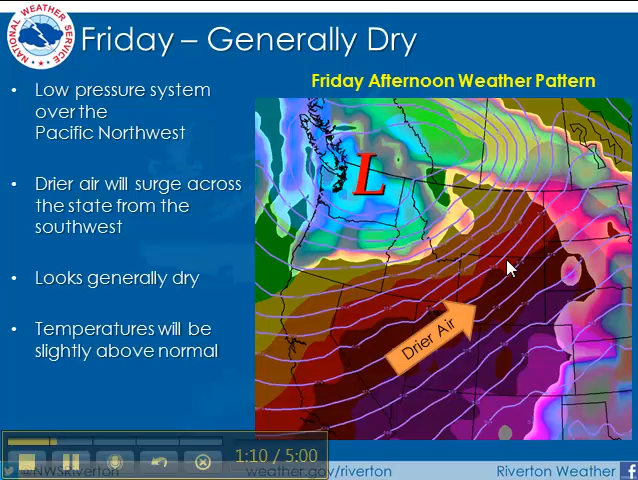 NATIONAL WEATHER SERVICE
Friday – Generally Dry
• Low pressure system
over the
Pacific Northwest
• Drier air will surge across
the state from the
southwest
• Looks generally dry
• Temperatures will be
slightly above normal
Friday Afternoon Weather Pattern
L
Drier Air
1:10 / 5:00
@NWSRiverton
weather.gov/riverton
Riverton Weather